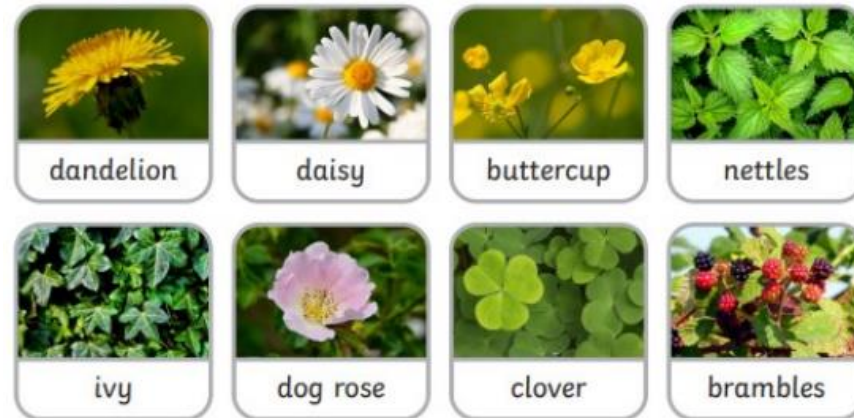 dandelion daisy buttercup nettles
ivy dog rose clover brambles